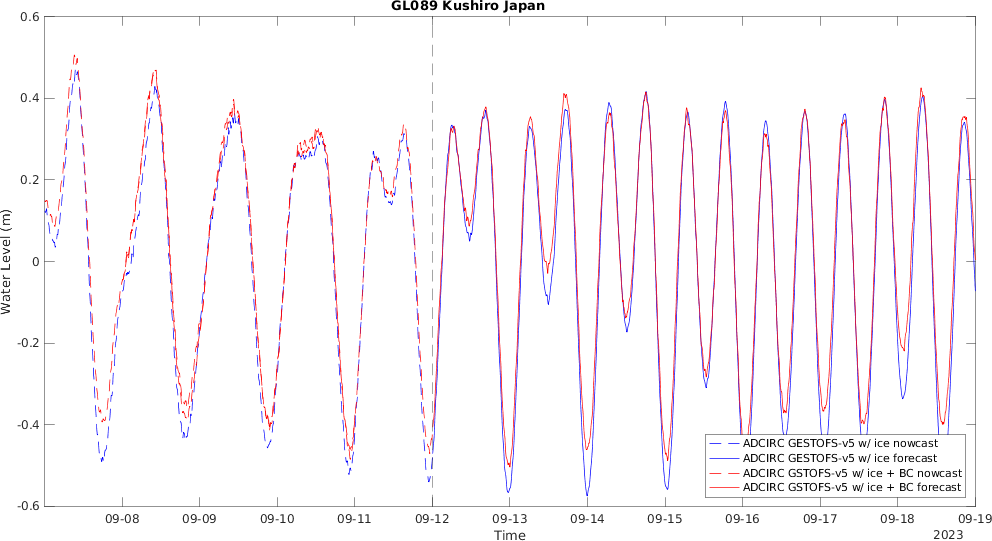 GL089 Kushiro Japan
0.6
0.4
0.2
0
-0.2
-0.4
-0.6
Water Level (m)
09-08
09-09
09-10
09-11
09-12
09-13
09-14
09-15
09-16
09-17
09-18
09-19
Time
2023
ADCIRC GESTOFS-v5 w/ ice nowcast
ADCIRC GESTOFS-v5 w/ ice forecast
ADCIRC GSTOFS-v5 w/ ice + BC nowcast
ADCIRC GSTOFS-v5 w/ ice + BC forecast